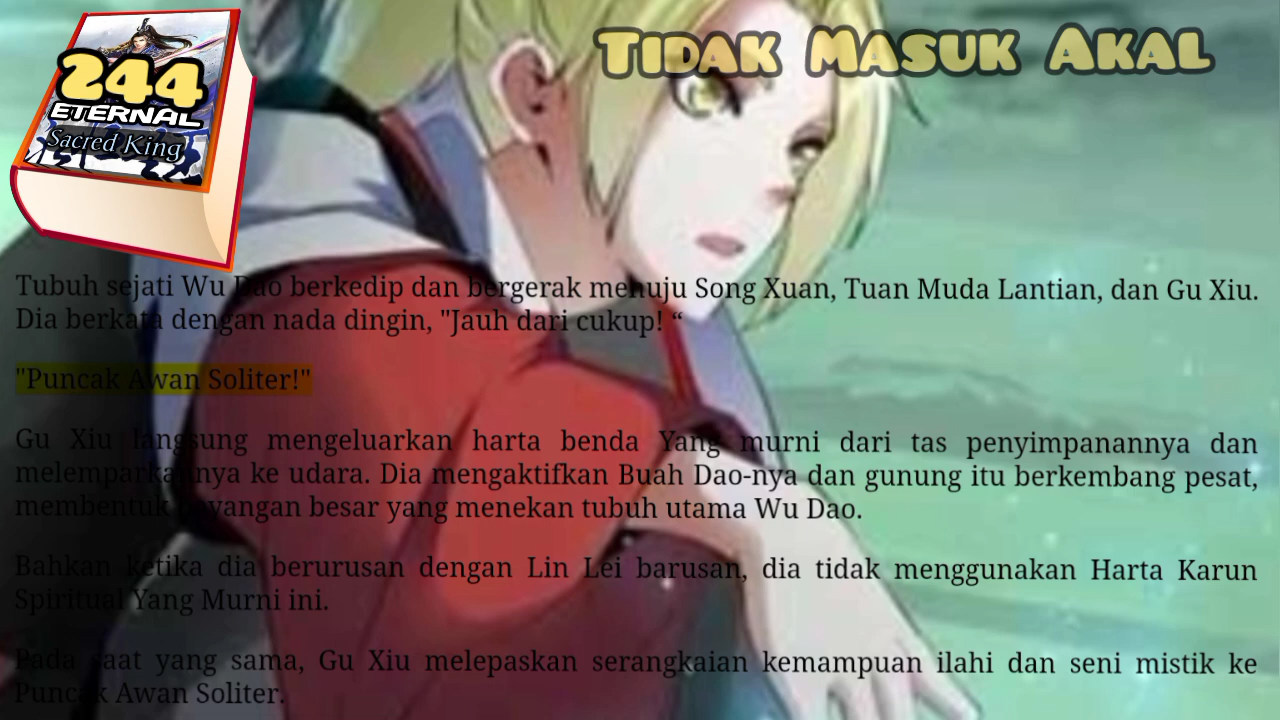 244
ETERNAL
Sacred King
Tidak Masuk Akal
Tubuh sejati Wu Dao berkedip dan bergerak menuju Song Xuan, Tuan Muda Lantian, dan Gu Xiu.
Dia berkata dengan nada dingin, "Jauh dari cukup! “
"Puncak Awan Soliter!"
Gu Xiu langsung mengeluarkan harta benda Yang murni dari tas penyimpanannya dan
melemparkannya ke udara. Dia mengaktifkan Buah Dao-nya dan gunung itu berkembang pesat,
membentuk bayangan besar yang menekan tubuh utama Wu Dao.
Bahkan ketika dia berurusan dengan Lin Lei barusan, dia tidak menggunakan Harta Karun
Spiritual Yang Murni ini.
Pada saat yang sama, Gu Xiu melepaskan serangkaian kemampuan ilahi dan seni mistik ke
Puncak Awan Soliter.